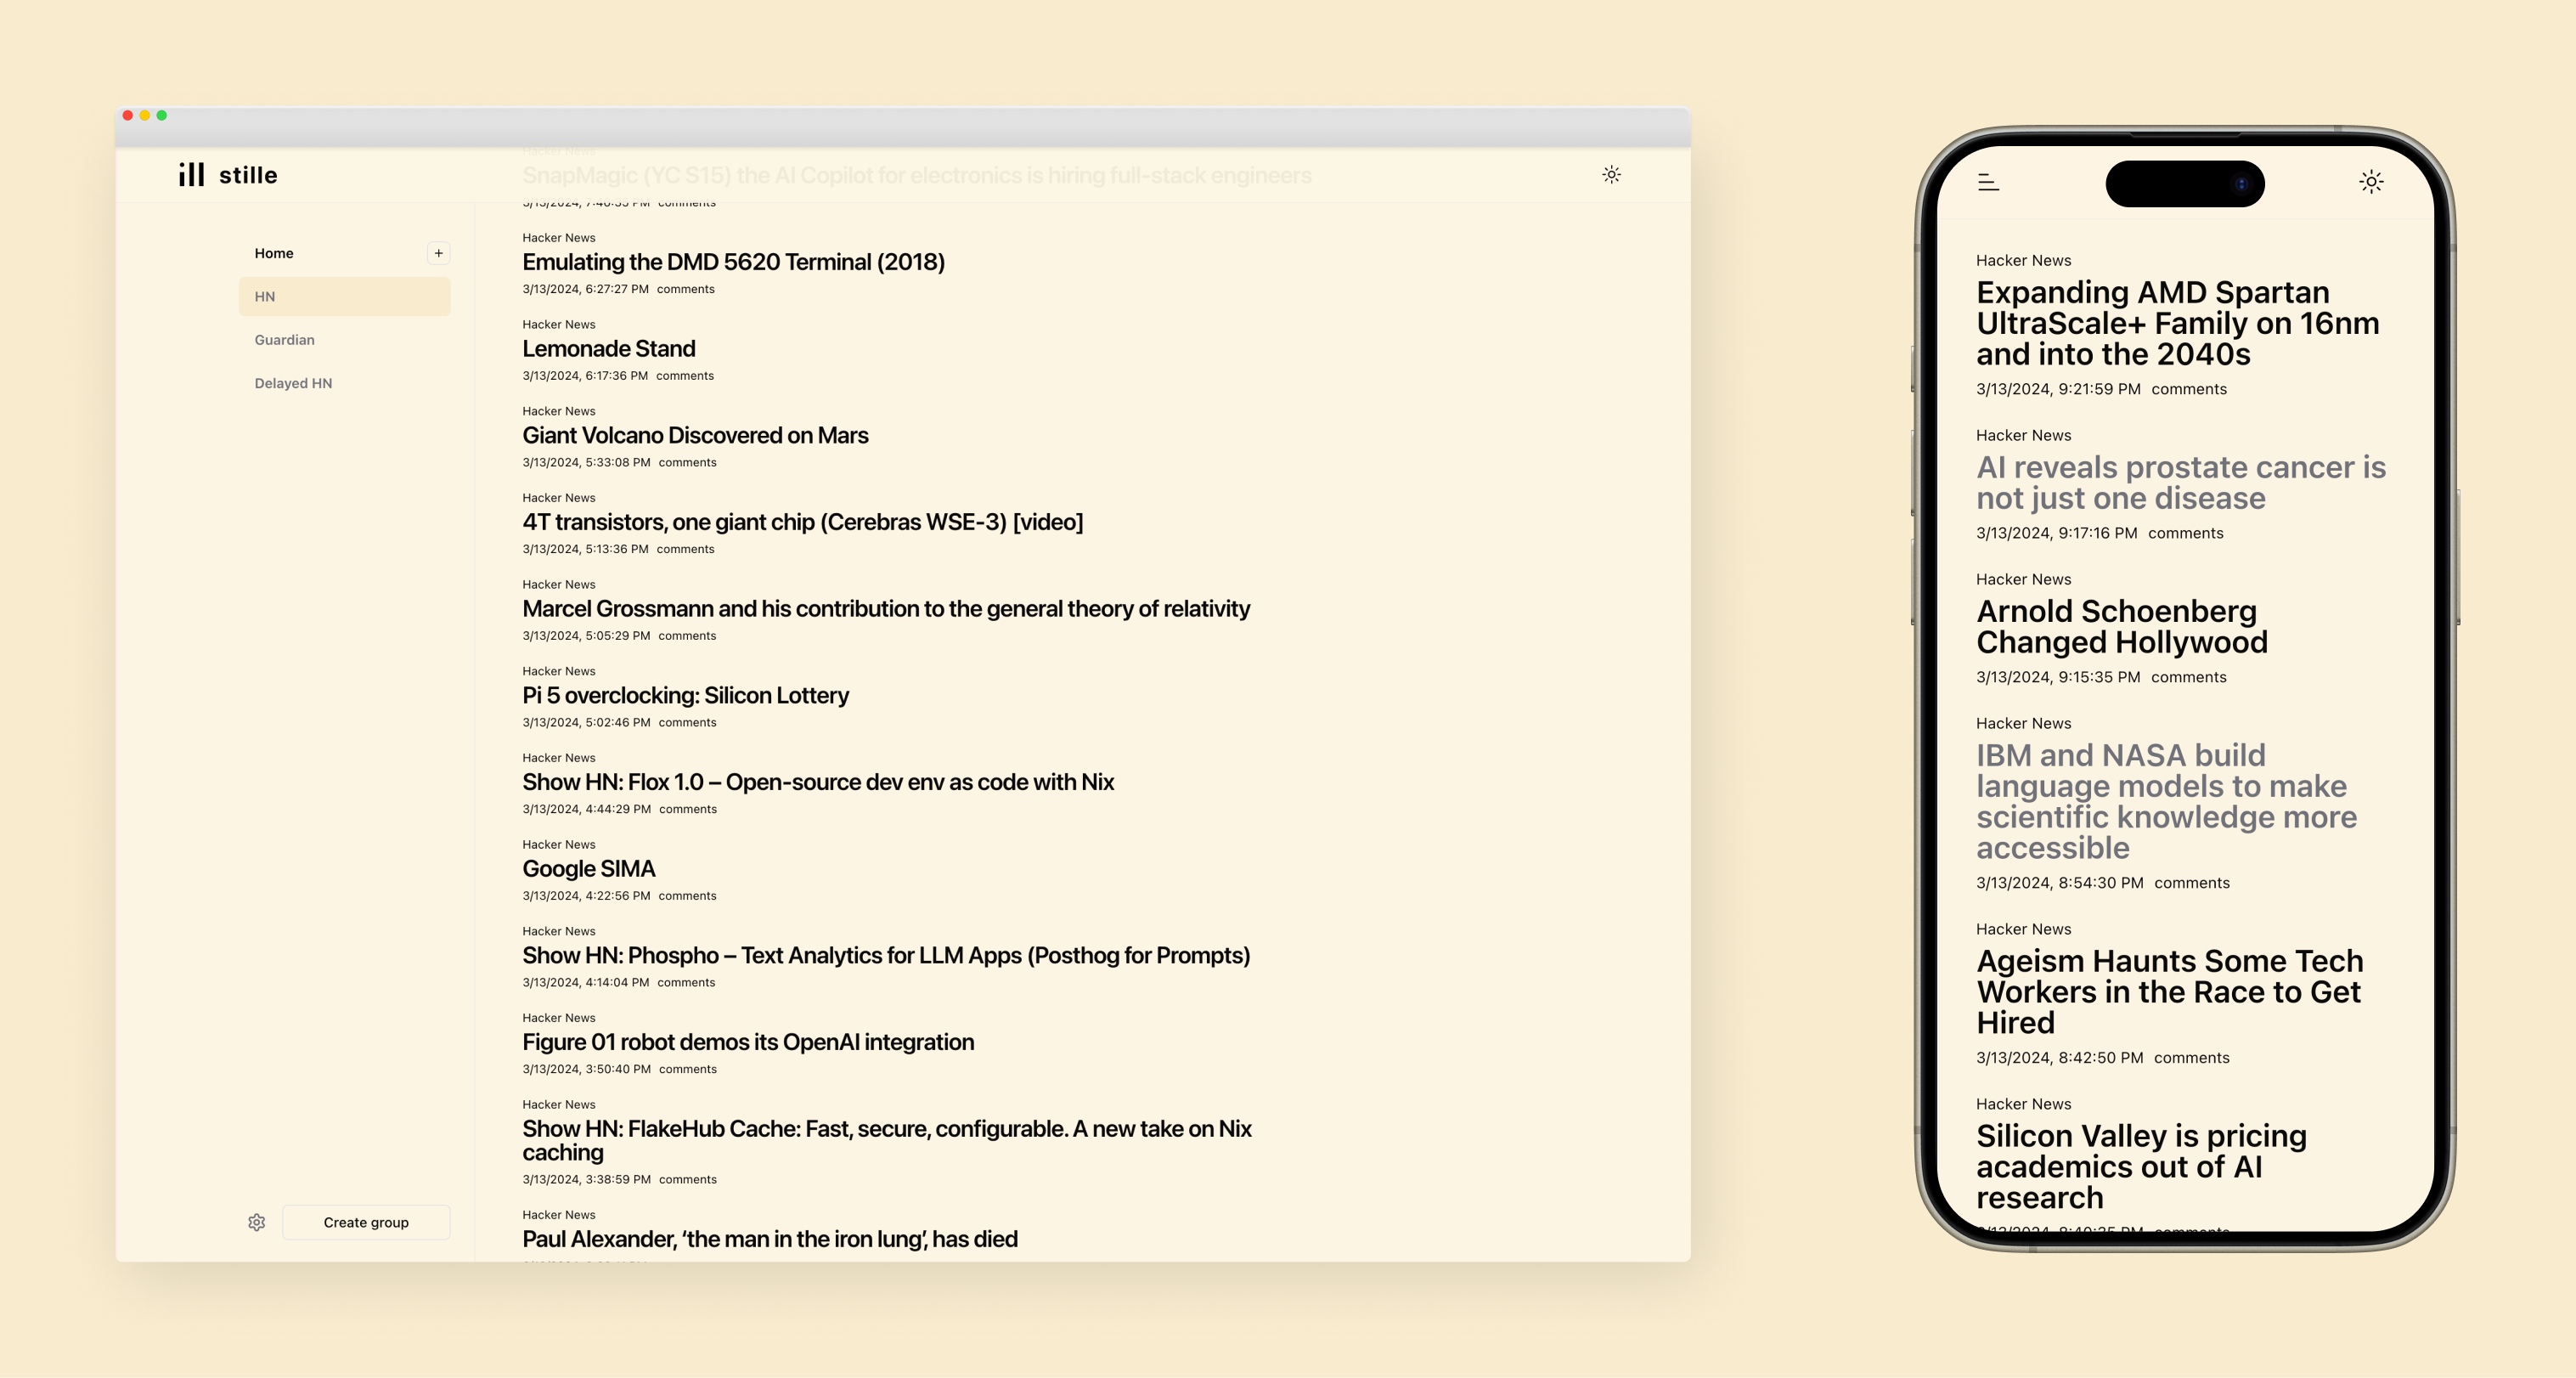 Hacker News
SnapMagic (YC S15) the AI Copilot for electronics is hiring full-stack engineers
stille
3/13/2024, 7:46:35 PM comments
Home
+
HN
Guardian
Delayed HN
Create group
Hacker News
Emulating the DMD 5620 Terminal (2018)
3/13/2024, 6:27:27 PM comments
Hacker News
Lemonade Stand
3/13/2024, 6:17:36 PM comments
Hacker News
Giant Volcano Discovered on Mars
3/13/2024, 5:33:08 PM comments
Hacker News
4T transistors, one giant chip (Cerebras WSE-3) [video]
3/13/2024, 5:13:36 PM comments
Hacker News
Marcel Grossmann and his contribution to the general theory of relativity
3/13/2024, 5:05:29 PM comments
Hacker News
Pi 5 overclocking: Silicon Lottery
3/13/2024, 5:02:46 PM comments
Hacker News
Show HN: Flox 1.0 – Open-source dev env as code with Nix
3/13/2024, 4:44:29 PM comments
Hacker News
Google SIMA
3/13/2024, 4:22:56 PM comments
Hacker News
Show HN: Phospho – Text Analytics for LLM Apps (Posthog for Prompts)
3/13/2024, 4:14:04 PM comments
Hacker News
Figure 01 robot demos its OpenAI integration
3/13/2024, 3:50:40 PM comments
Hacker News
Show HN: FlakeHub Cache: Fast, secure, configurable. A new take on Nix
caching
3/13/2024, 3:38:59 PM comments
Hacker News
Paul Alexander, ‘the man in the iron lung’, has died
Hacker News
Expanding AMD Spartan
UltraScale+ Family on 16nm
and into the 2040s
3/13/2024, 9:21:59 PM comments
Hacker News
AI reveals prostate cancer is
not just one disease
3/13/2024, 9:17:16 PM comments
Hacker News
Arnold Schoenberg
Changed Hollywood
3/13/2024, 9:15:35 PM comments
Hacker News
IBM and NASA build
language models to make
scientific knowledge more
accessible
3/13/2024, 8:54:30 PM comments
Hacker News
Ageism Haunts Some Tech
Workers in the Race to Get
Hired
3/13/2024, 8:42:50 PM comments
Hacker News
Silicon Valley is pricing
academics out of AI
research
3/13/2024, 8:40:35 PM comments